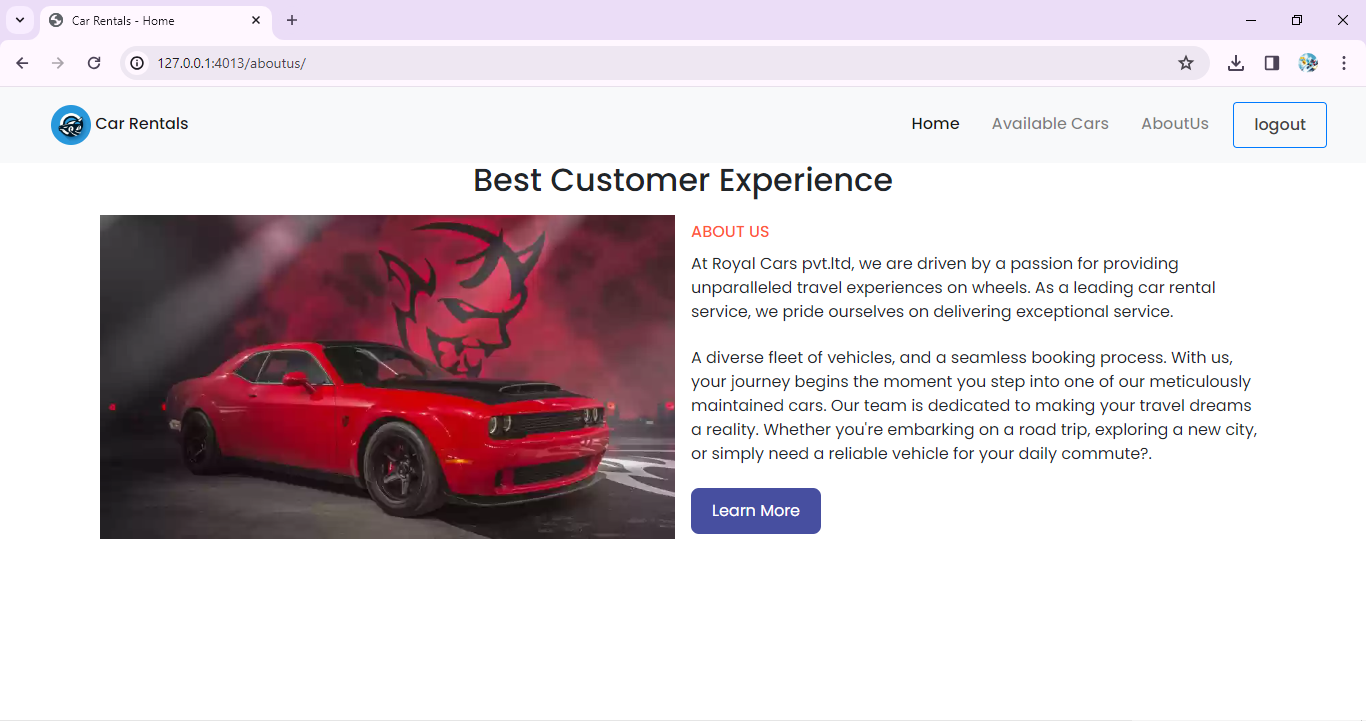 Car Rentals - Home
127.0.0.1:4013/aboutus/
Car Rentals
Home
Available Cars
AboutUs
logout
Best Customer Experience
ABOUT US
At Royal Cars pvt.ltd, we are driven by a passion for providing
unparalleled travel experiences on wheels. As a leading car rental
service, we pride ourselves on delivering exceptional service.
A diverse fleet of vehicles, and a seamless booking process. With us,
your journey begins the moment you step into one of our meticulously
maintained cars. Our team is dedicated to making your travel dreams
a reality. Whether you're embarking on a road trip, exploring a new city,
or simply need a reliable vehicle for your daily commute?.
Learn More